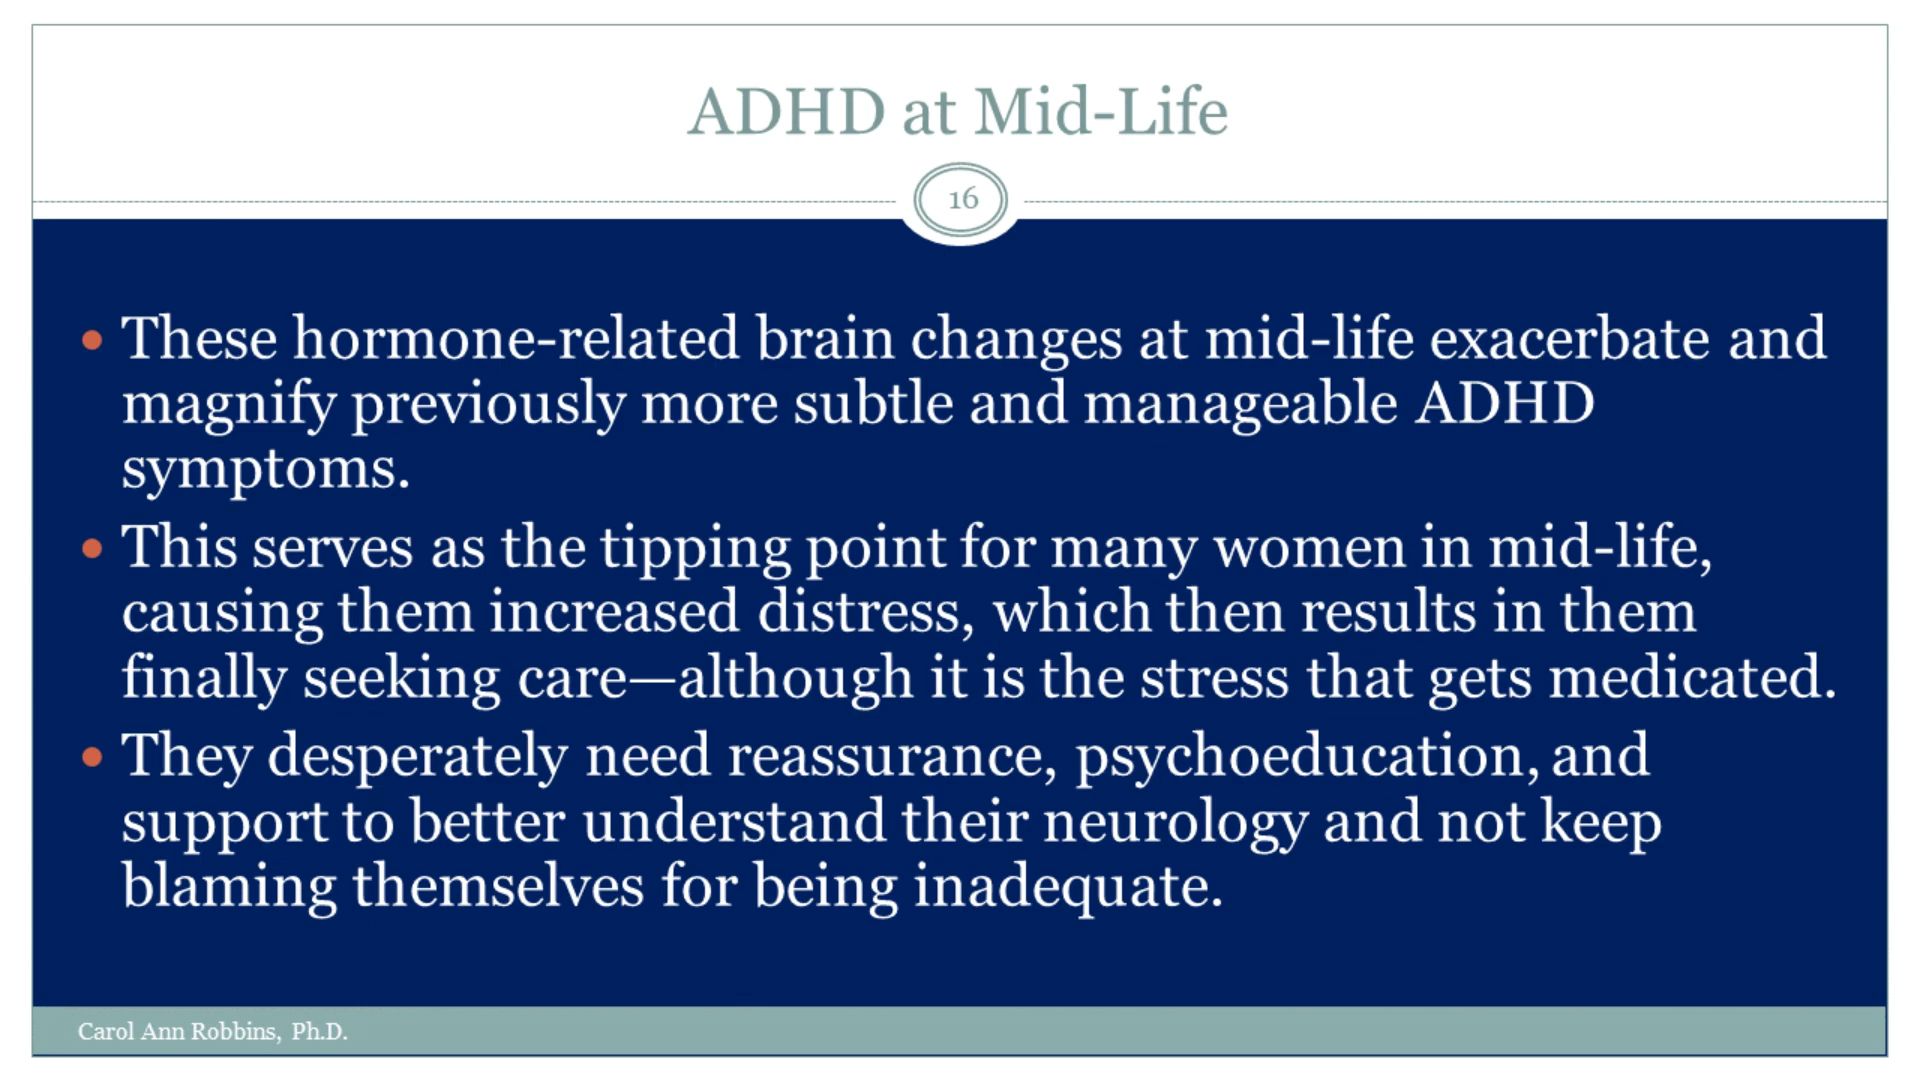 ADHD at Mid-Life
16
• These hormone-related brain changes at mid-life exacerbate and
magnify previously more subtle and manageable ADHD
symptoms.
• This serves as the tipping point for many women in mid-life,
causing them increased distress, which then results in them
finally seeking care—although it is the stress that gets medicated.
• They desperately need reassurance, psychoeducation, and
support to better understand their neurology and not keep
blaming themselves for being inadequate.
Carol Ann Robbins, Ph.D.